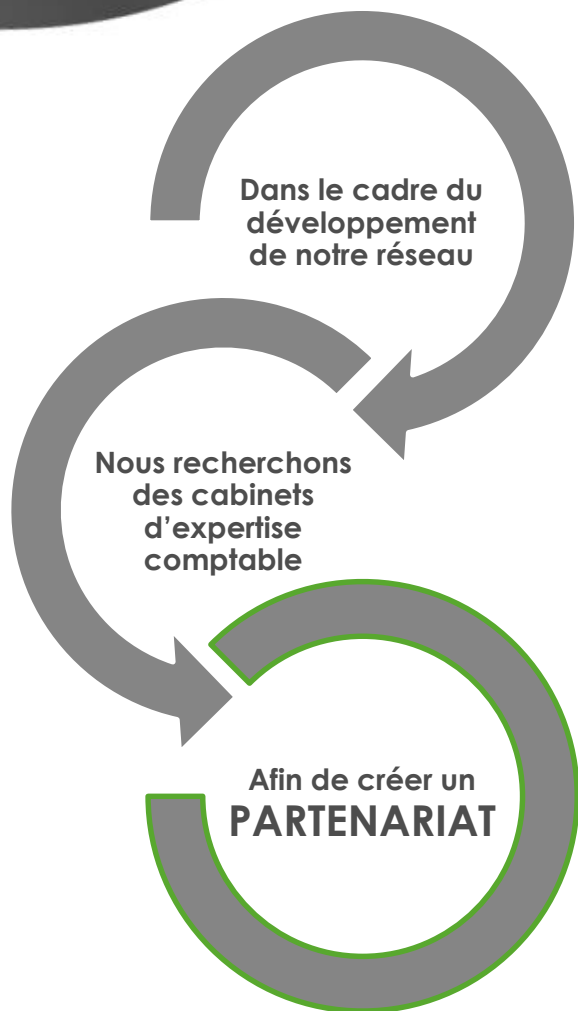 Dans le cadre du
développement
de notre réseau
Nous recherchons
des cabinets
d’expertise
comptable
Afin de créer un
PARTENARIAT